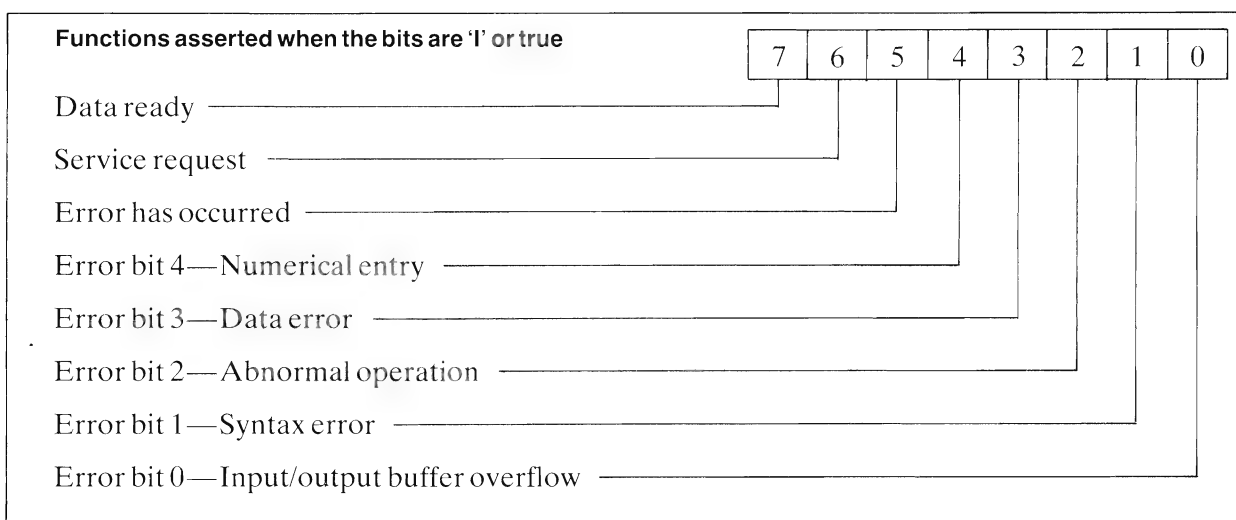 Functions asserted when the bits are ‘I’ or true
7 6 5 4 3 2 1 0
Data ready
Service request
Error has occurred
Error bit 4—Numerical entry
Error bit 3—Data error
Error bit 2—Abnormal operation
Error bit 1—Syntax error
Error bit 0—Input/output buffer overflow